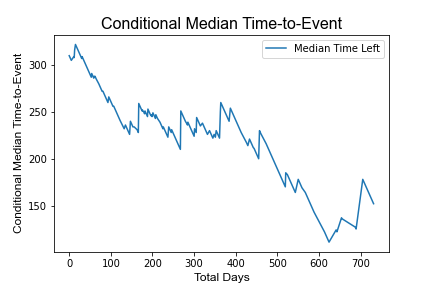 Conditional Median Time-to-Event
Median Time Left
Conditional Median Time-to-Event
300
250
200
150
0 100 200 300 400 500 600 700
Total Days